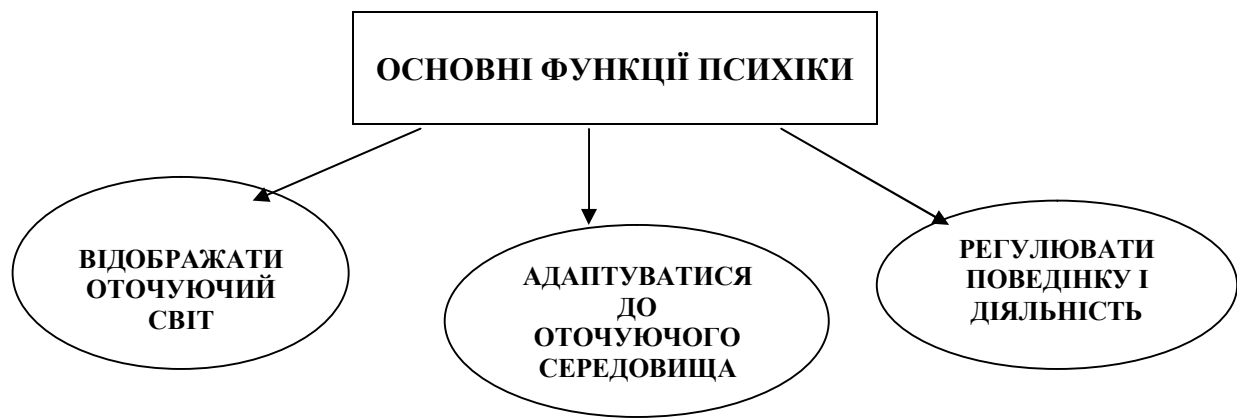 ОСНОВНІ ФУНКЦІЇ ПСИХІКИ
ВІДОБРАЖАТИ
ОТОЧУЮЧИЙ
СВІТ
АДАПТУВАТИСЯ
ДО
ОТОЧУЮЧОГО
СЕРЕДОВИЩА
РЕГУЛЮВАТИ
ПОВЕДІНКУ І
ДІЯЛЬНІСТЬ